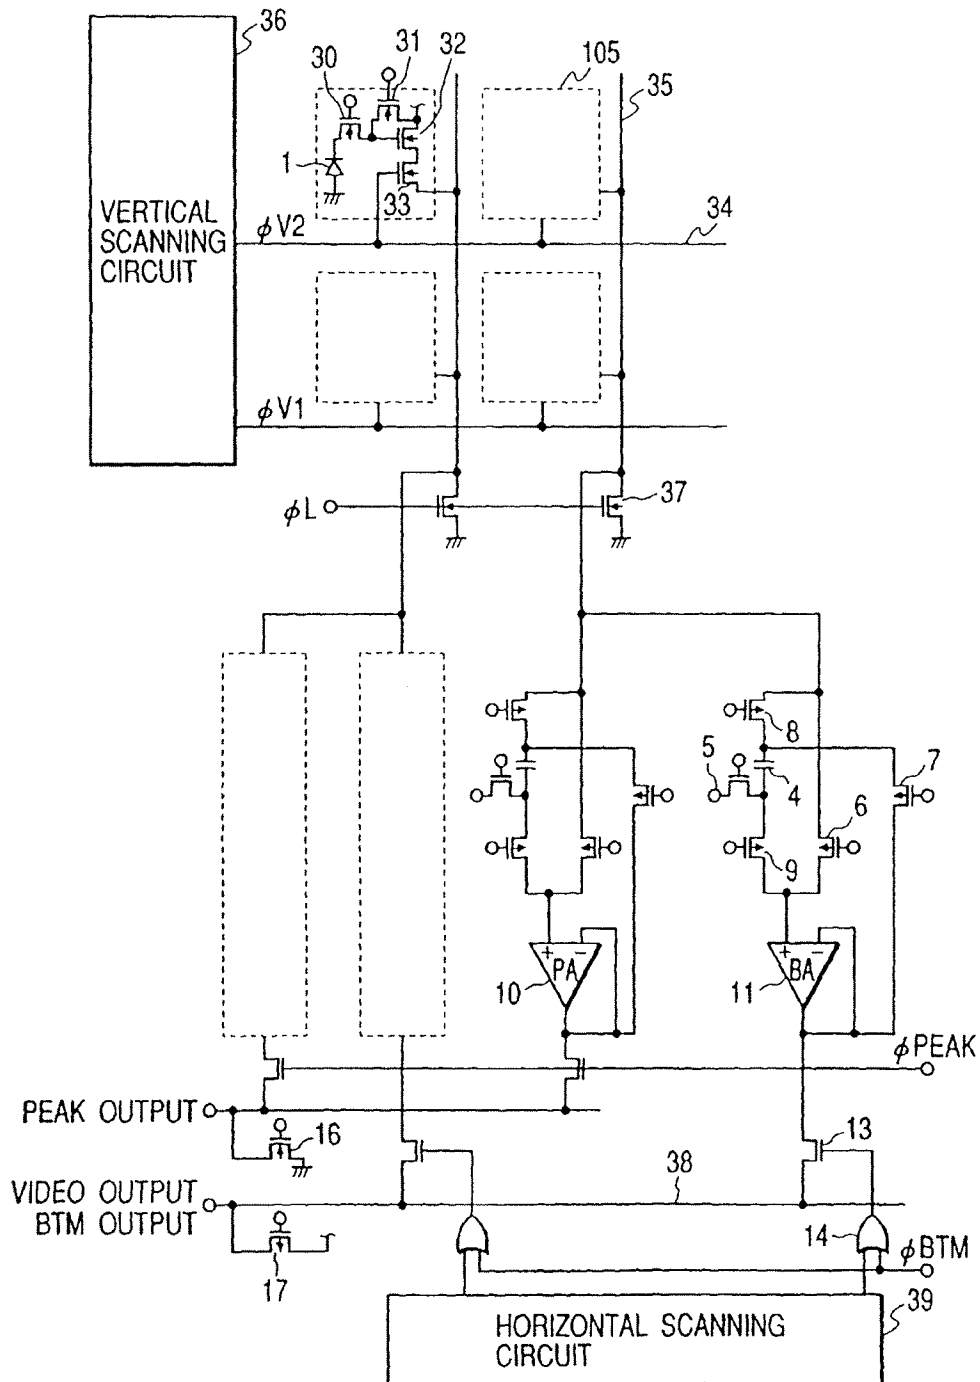 36
30
31
32
105
35
1
33
34
VERTICAL
SCANNING
CIRCUIT
ϕV2
ϕV1
ϕL
37
8
5
4
7
6
9
+ PA −
10
+ BA −
11
ϕPEAK
PEAK OUTPUT
16
13
38
VIDEO OUTPUT
BTM OUTPUT
17
14
ϕBTM
39
HORIZONTAL SCANNING
CIRCUIT